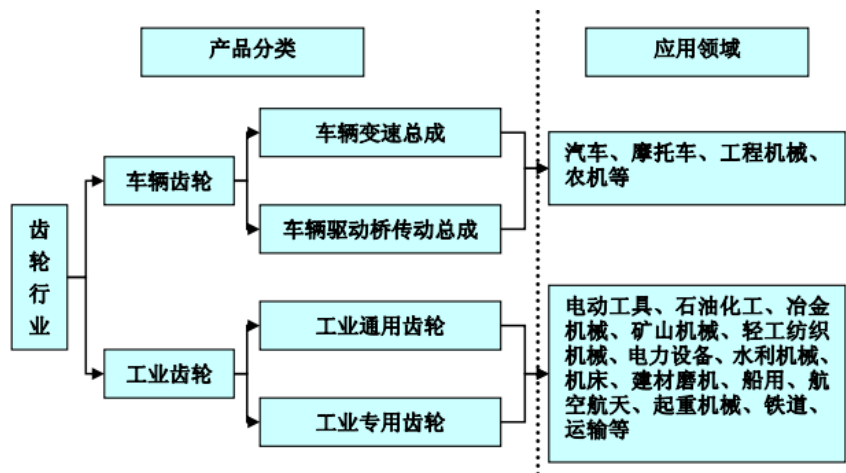 产品分类
应用领域
车辆变速总成
汽车、摩托车、工程机械、
农机等
车辆齿轮
车辆驱动桥传动总成
齿
轮
行
业
工业通用齿轮
电动工具、石油化工、冶金
机械、矿山机械、轻工纺织
机械、电力设备、水利机械、
机床、建材磨机、船用、航
空航天、起重机械、铁道、
运输等
工业齿轮
工业专用齿轮